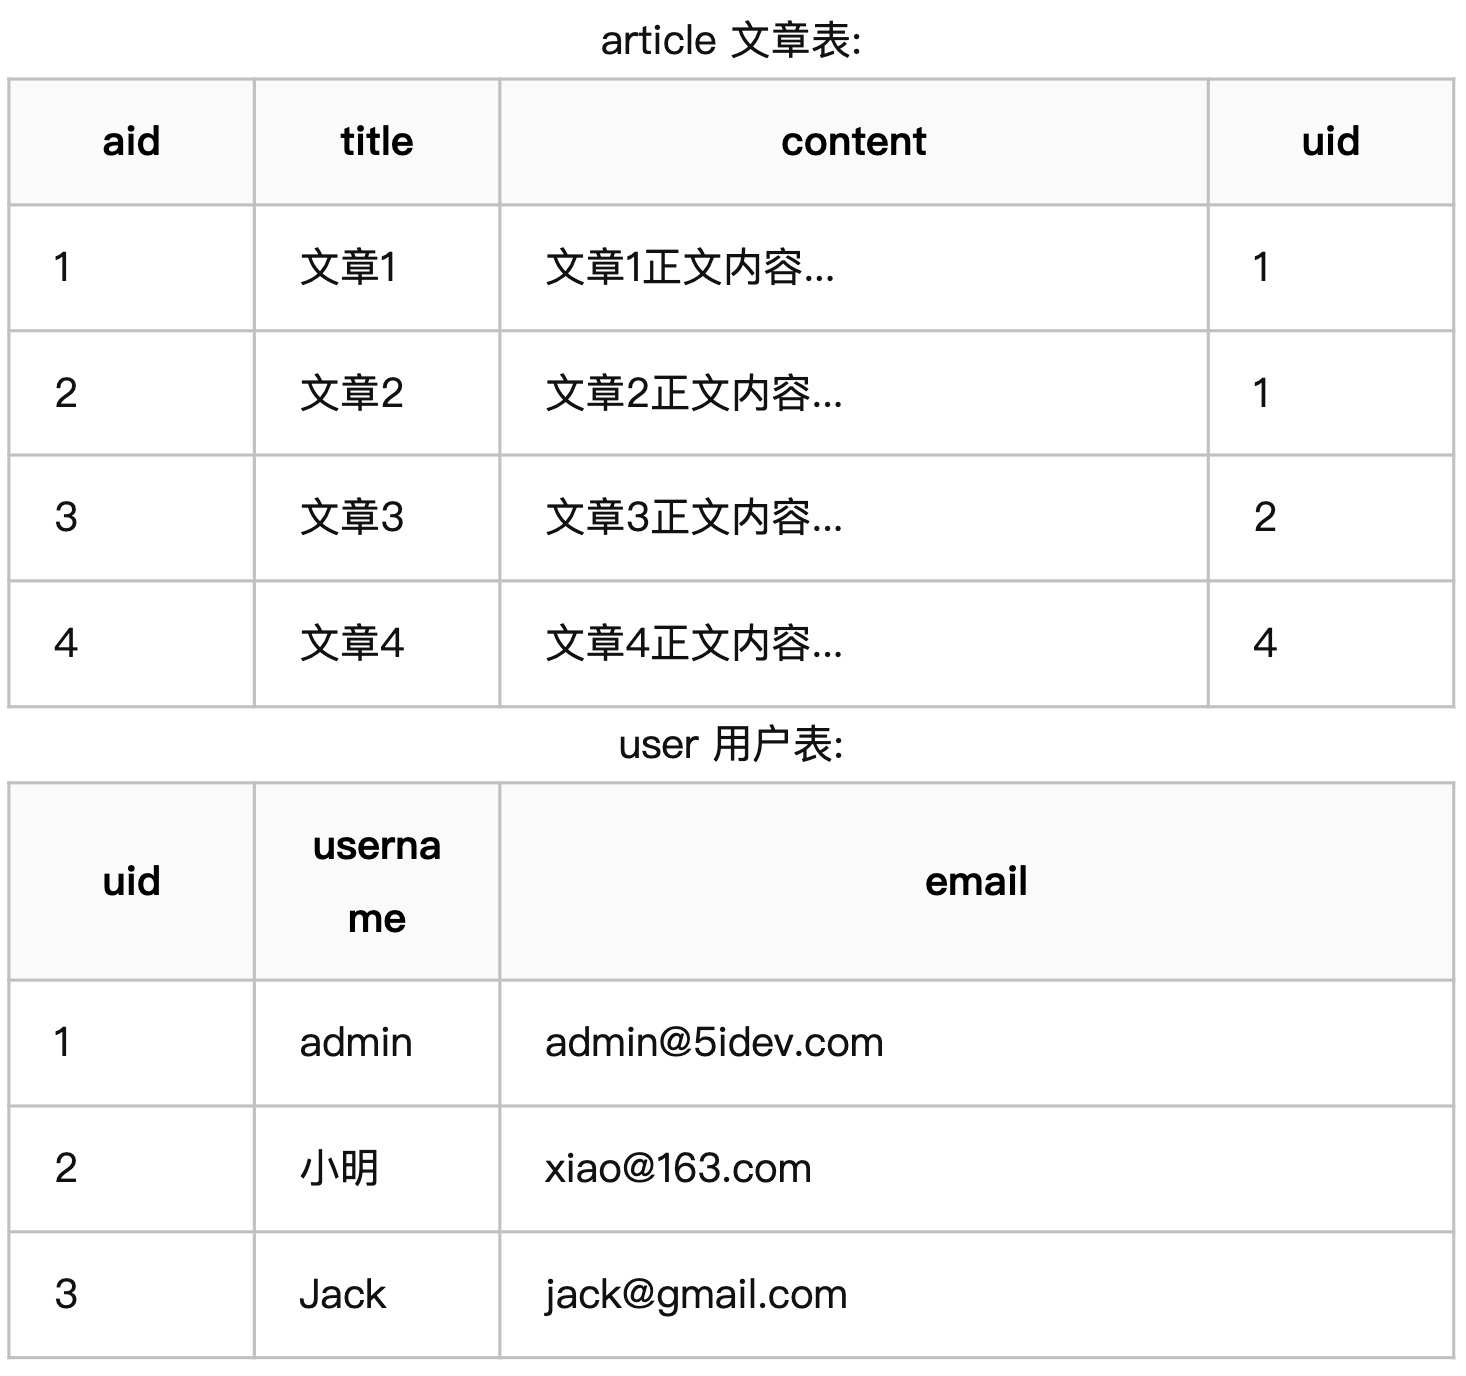 article 文章表:
aid title content uid
1 文章1 文章1正文内容... 1
2 文章2 文章2正文内容... 1
3 文章3 文章3正文内容... 2
4 文章4 文章4正文内容... 4
user 用户表:
uid userna email
me
1 admin admin@5idev.com
2 小明 xiao@163.com
3 Jack jack@gmail.com